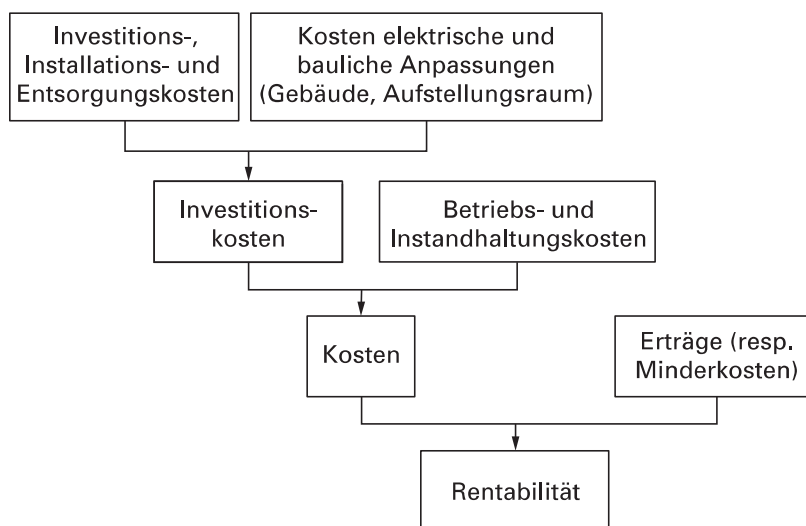 Investitions-,
Installations- und
Entsorgungskosten
Kosten elektrische und
bauliche Anpassungen
(Gebäude, Aufstellungsraum)
Investitions-
kosten
Betriebs- und
Instandhaltungskosten
Kosten
Erträge (resp.
Minderkosten)
Rentabilität